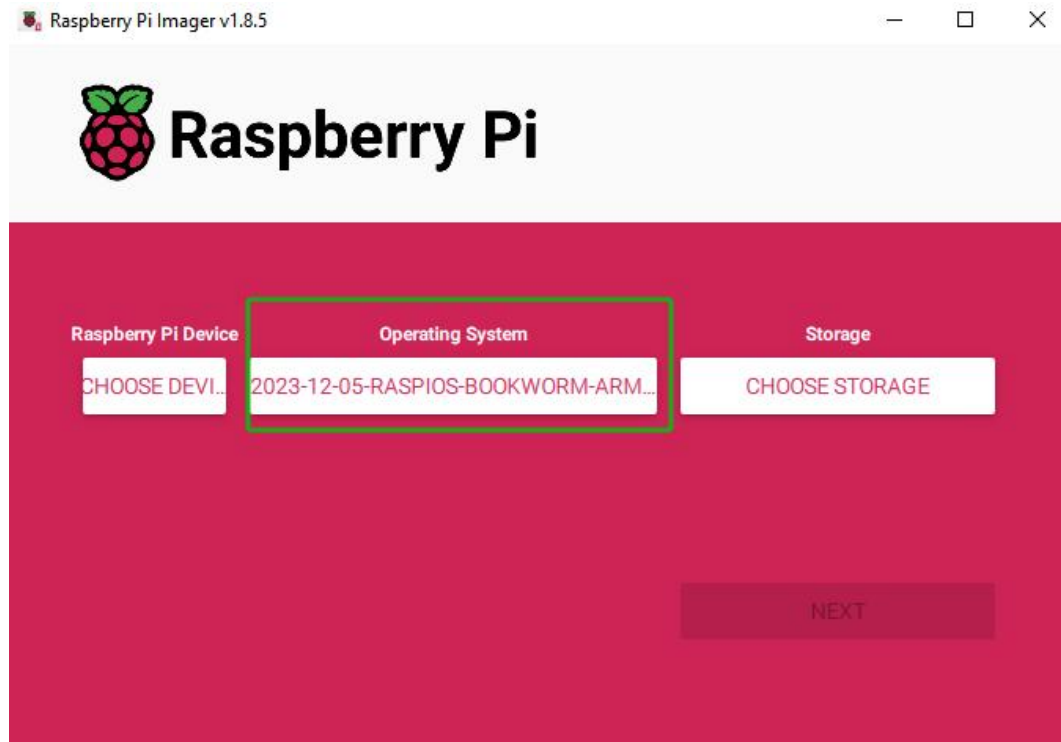 Raspberry Pi Imager v1.8.5
Raspberry Pi
Raspberry Pi Device
Operating System
Storage
CHOOSE DEVI...
2023-12-05-RASPIOS-BOOKWORM-ARM...
CHOOSE STORAGE
NEXT